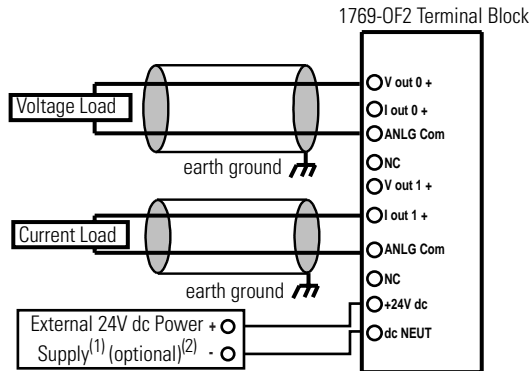 1769-OF2 Terminal Block
V out 0 +
Voltage Load
I out 0 +
ANLG Com
earth ground
NC
V out 1 +
I out 1 +
Current Load
ANLG Com
NC
earth ground
+24V dc
External 24V dc Power +
dc NEUT
Supply(1) (optional)(2) -